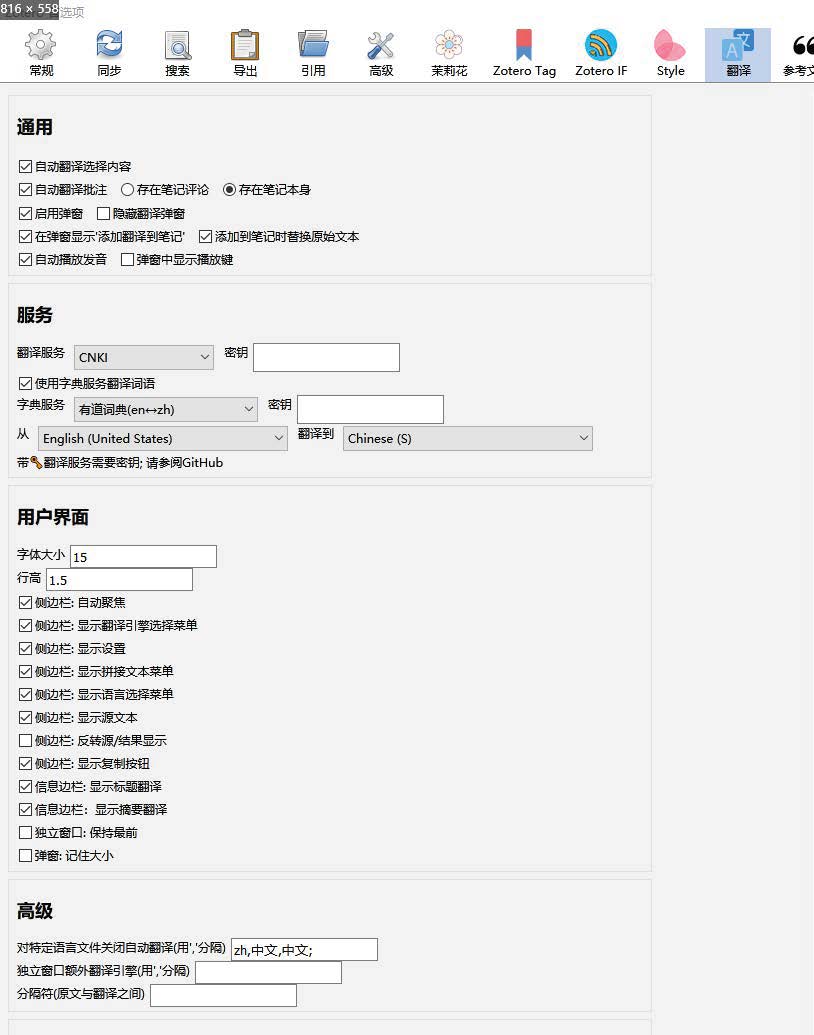 816 × 558
选项
常规 同步 搜索 导出 引用 高级 茉莉花 Zotero Tag Zotero IF Style 翻译 参考文
通用
自动翻译选择内容
自动翻译批注 存在笔记评论 存在笔记本身
启用弹窗 隐藏翻译弹窗
在弹窗显示'添加翻译到笔记' 添加到笔记时替换原始文本
自动播放发音 弹窗中显示播放键
服务
翻译服务 CNKI 密钥
使用字典服务翻译词语
字典服务 有道词典(en↔zh) 密钥
从 English (United States) 翻译到 Chinese (S)
带🗝翻译服务需要密钥; 请参阅GitHub
用户界面
字体大小 15
行高 1.5
侧边栏: 自动聚焦
侧边栏: 显示翻译引擎选择菜单
侧边栏: 显示设置
侧边栏: 显示拼接文本菜单
侧边栏: 显示语言选择菜单
侧边栏: 显示源文本
侧边栏: 反转源/结果显示
侧边栏: 显示复制按钮
信息边栏: 显示标题翻译
信息边栏：显示摘要翻译
独立窗口: 保持最前
弹窗: 记住大小
高级
对特定语言文件关闭自动翻译(用','分隔) zh,中文,中文;
独立窗口额外翻译引擎(用','分隔)
分隔符(原文与翻译之间)